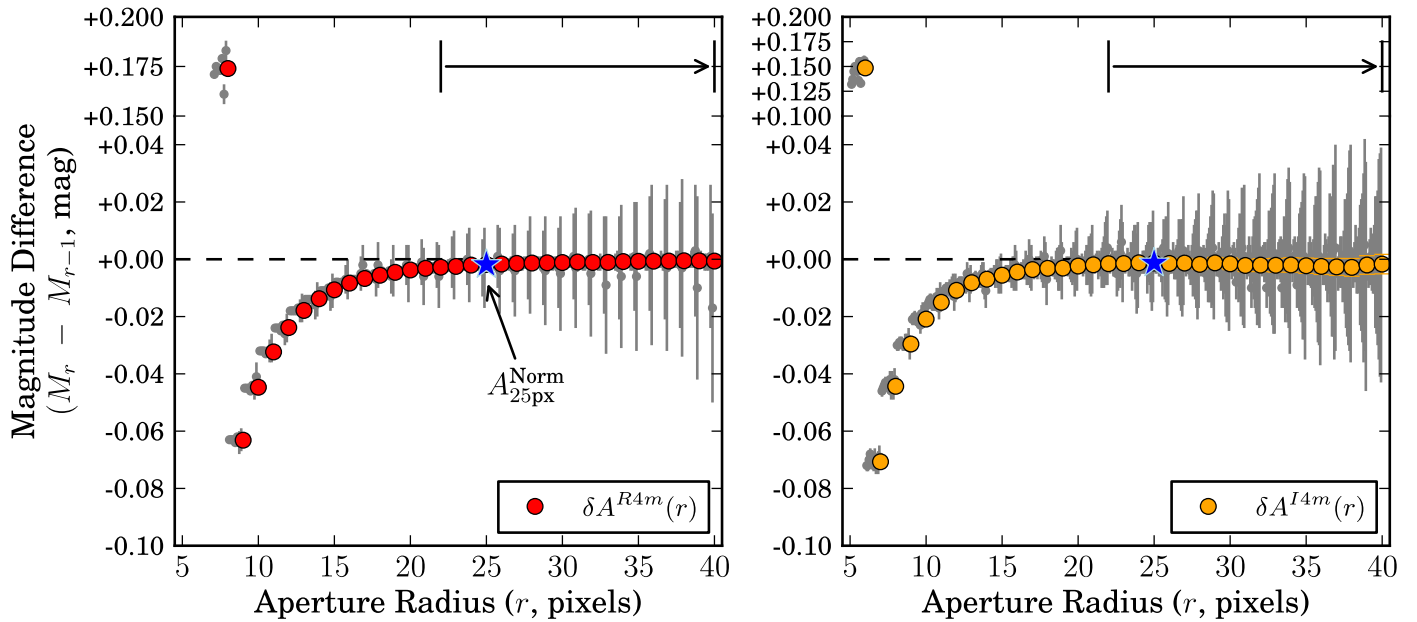 +0.200
+0.175
+0.150
+0.04
+0.02
+0.00
-0.02
-0.04
-0.06
-0.08
-0.10
5 10 15 20 25 30 35 40
Aperture Radius (r, pixels)
Magnitude Difference
(M_r − M_{r−1}, mag)
A_{25px}^{Norm}
δA^{R4m}(r)
+0.200
+0.175
+0.150
+0.125
+0.100
+0.04
+0.02
+0.00
-0.02
-0.04
-0.06
-0.08
-0.10
5 10 15 20 25 30 35 40
Aperture Radius (r, pixels)
δA^{I4m}(r)